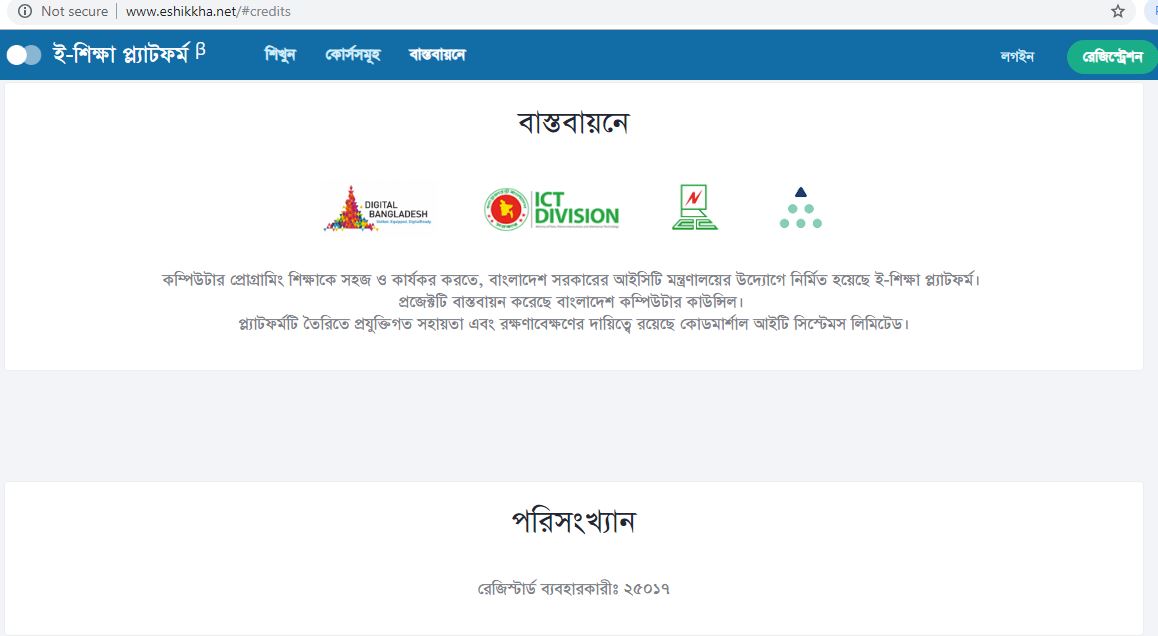 Not secure | www.eshikkha.net/#credits
ই-শিক্ষা প্ল্যাটফর্ম β শিখুন কোর্সসমূহ বাস্তবায়নে লগইন রেজিস্ট্রেশন
বাস্তবায়নে
DIGITAL
BANGLADESH
ICT
DIVISION
কম্পিউটার প্রোগ্রামিং শিক্ষাকে সহজ ও কার্যকর করতে, বাংলাদেশ সরকারের আইসিটি মন্ত্রণালয়ের উদ্যোগে নির্মিত হয়েছে ই-শিক্ষা প্ল্যাটফর্ম।
প্রজেক্টটি বাস্তবায়ন করেছে বাংলাদেশ কম্পিউটার কাউন্সিল।
প্ল্যাটফর্মটি তৈরিতে প্রযুক্তিগত সহায়তা এবং রক্ষণাবেক্ষণের দায়িত্বে রয়েছে কোডমার্শাল আইটি সিস্টেমস লিমিটেড।
পরিসংখ্যান
রেজিস্টার্ড ব্যবহারকারীঃ ২৫০১৭